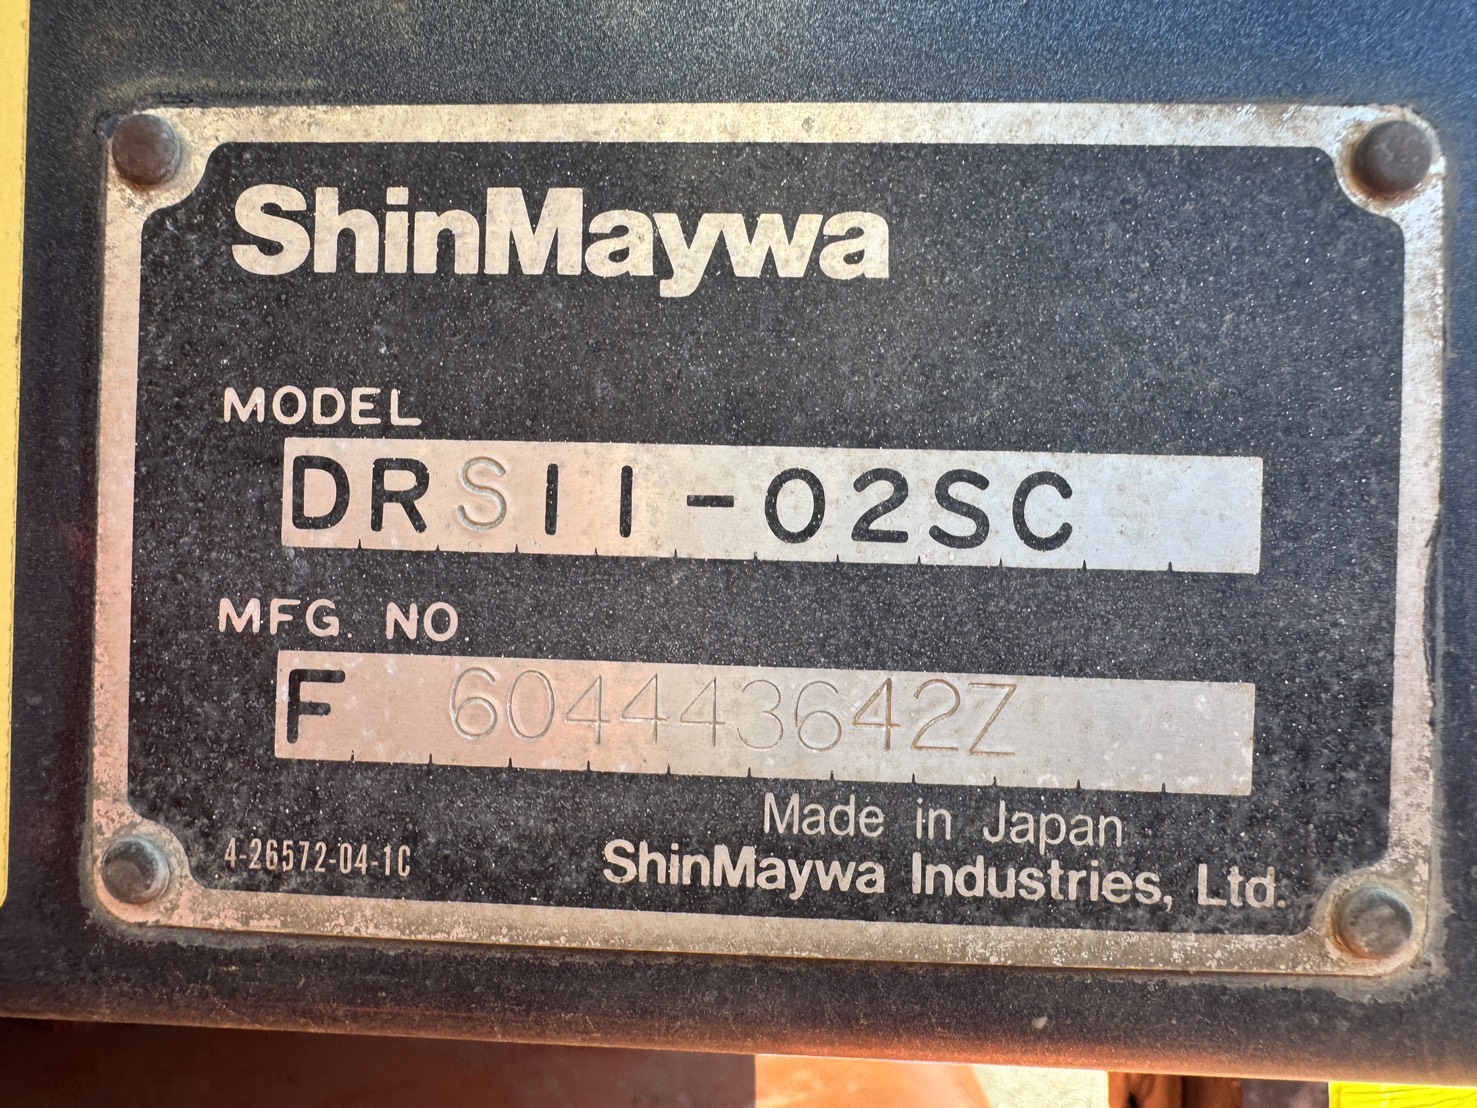 ShinMaywa
MODEL
DRS11-02SC
MFG. NO.
F 604443642Z
Made in Japan
4-26572-04-1C
ShinMaywa Industries, Ltd.